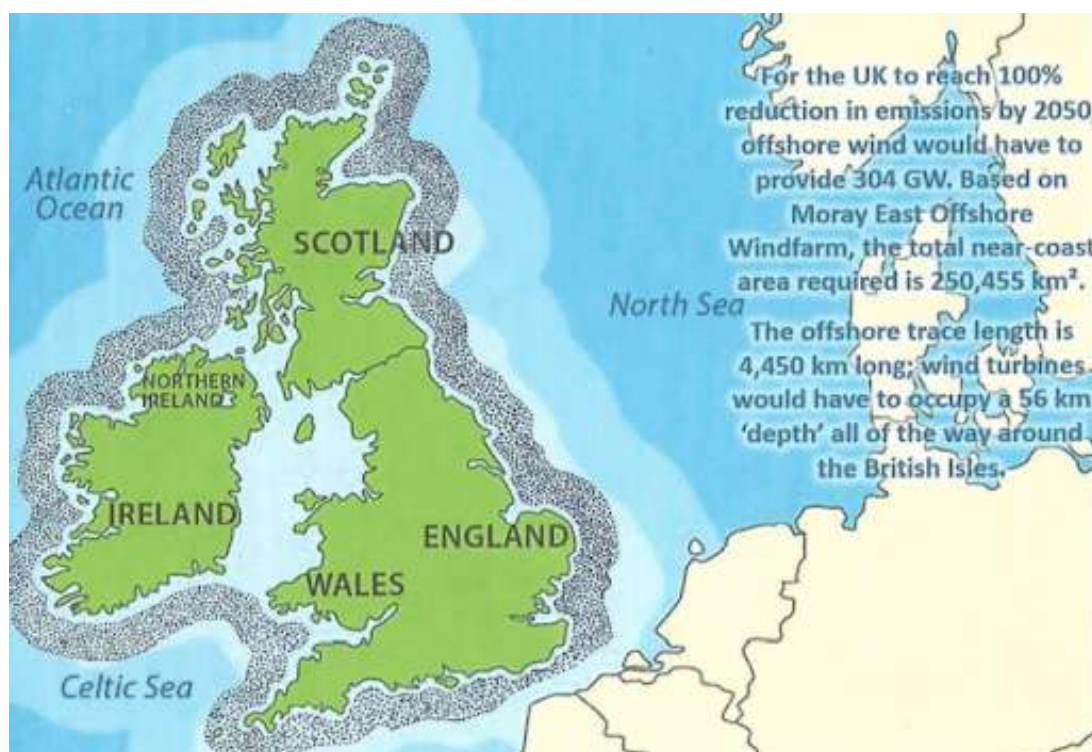 For the UK to reach 100%
reduction in emissions by 2050
offshore wind would have to
provide 304 GW. Based on
Moray East Offshore
Windfarm, the total near-coast
area required is 250,455 km².
The offshore trace length is
4,450 km long; wind turbines
would have to occupy a 56 km
'depth' all of the way around
the British Isles.
Atlantic
Ocean
SCOTLAND
North Sea
NORTHERN
IRELAND
IRELAND
ENGLAND
WALES
Celtic Sea